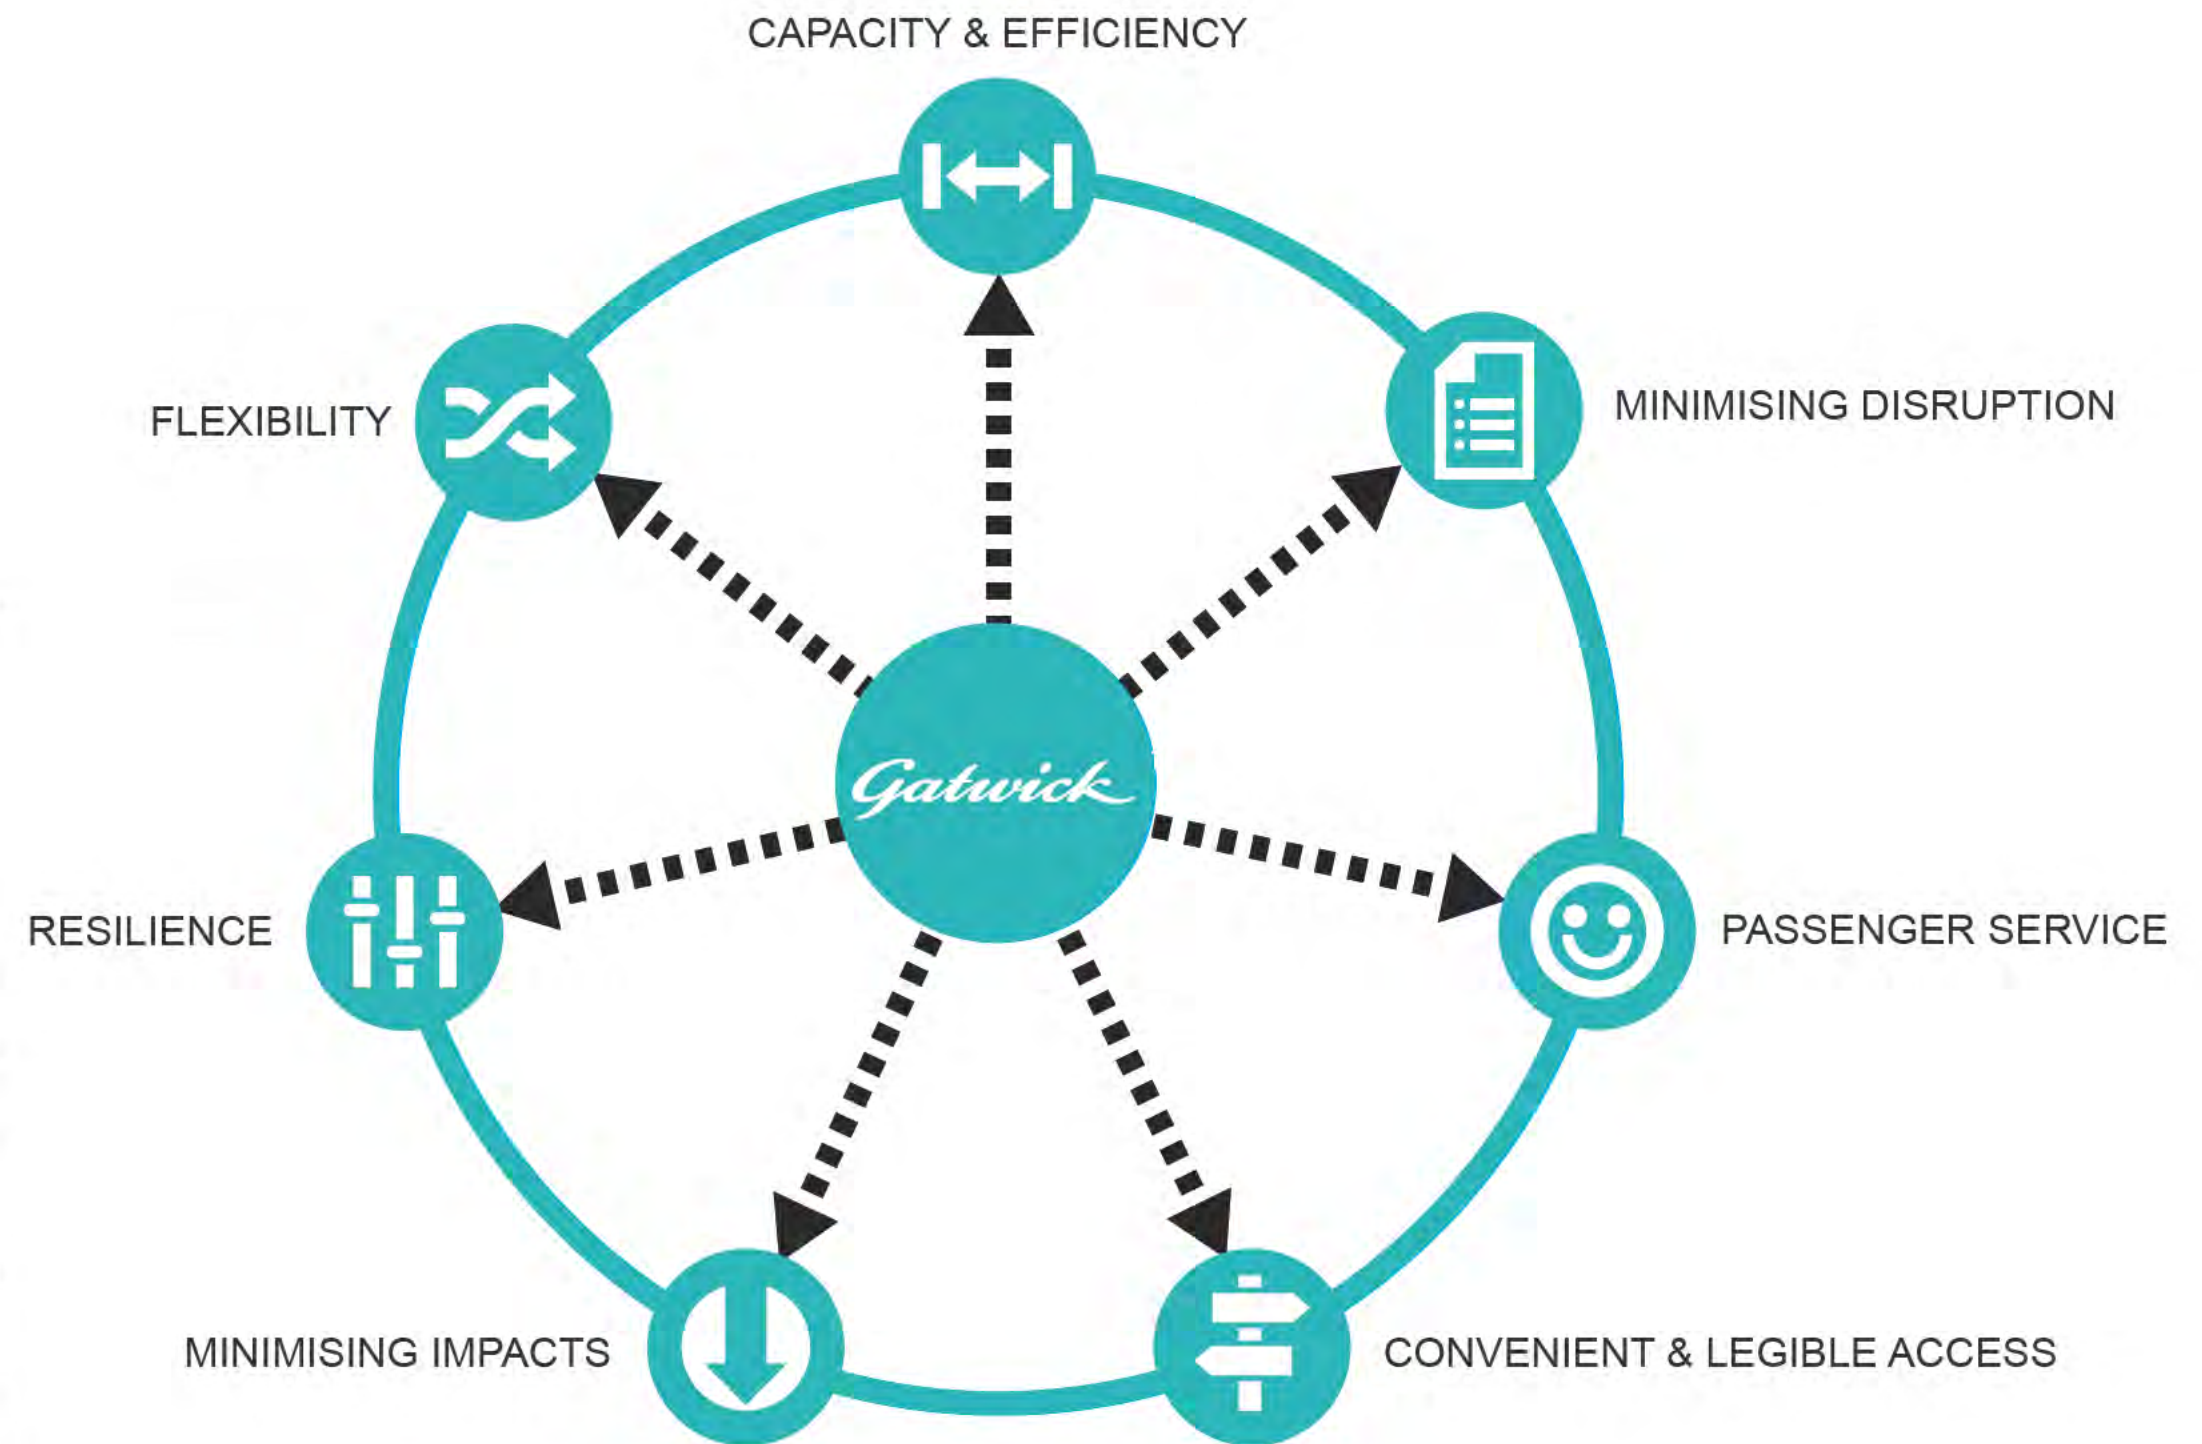 CAPACITY & EFFICIENCY
FLEXIBILITY
MINIMISING DISRUPTION
Gatwick
RESILIENCE
PASSENGER SERVICE
MINIMISING IMPACTS
CONVENIENT & LEGIBLE ACCESS